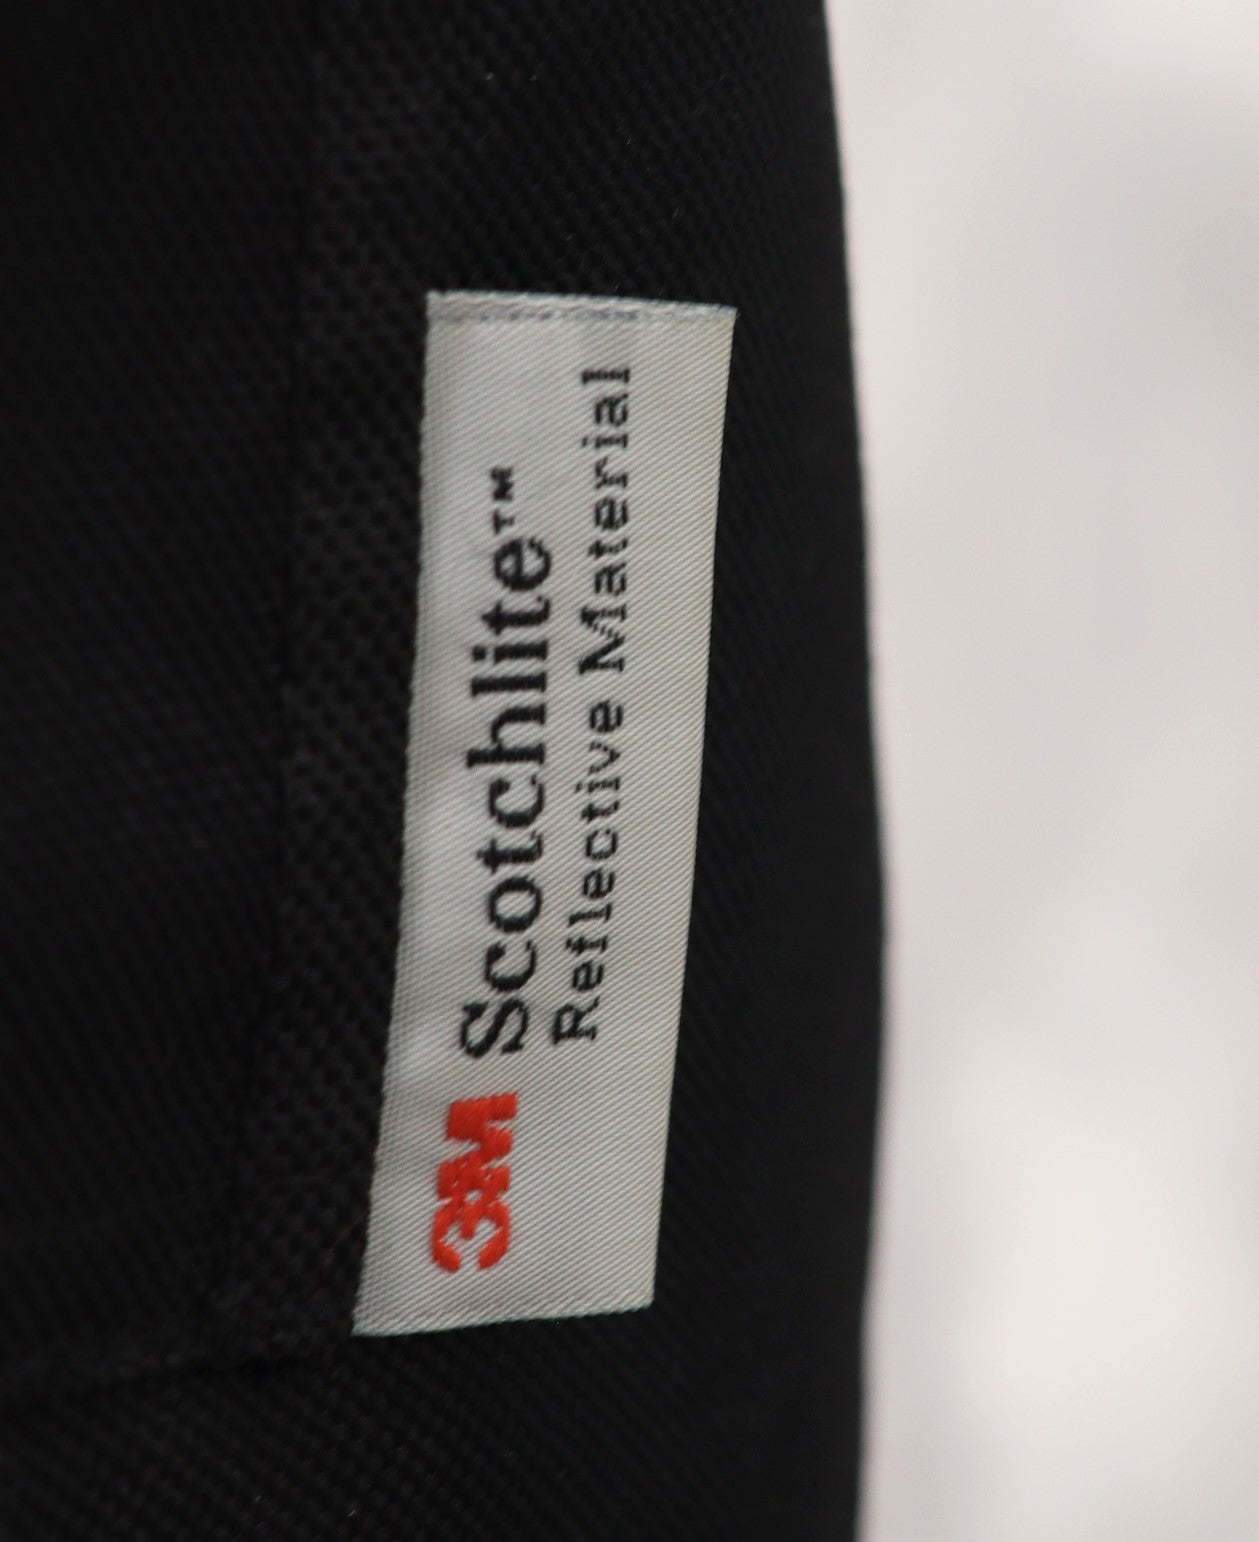 3M Scotchlite™
Reflective Material